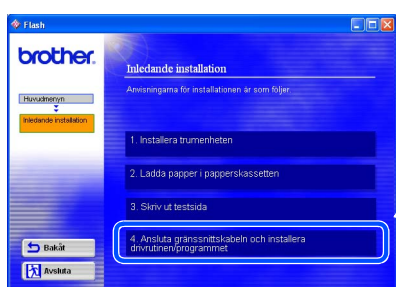 Flash
brother.
Inledande installation
Anvisningarna för installationen är som följer.
Huvudmenyn
Inledande installation
1. Installera trumenheten
2. Ladda papper i papperskassetten
3. Skriv ut testsida
4. Ansluta gränssnittskabeln och installera
drivrutinen/programmet
Bakåt
Avsluta